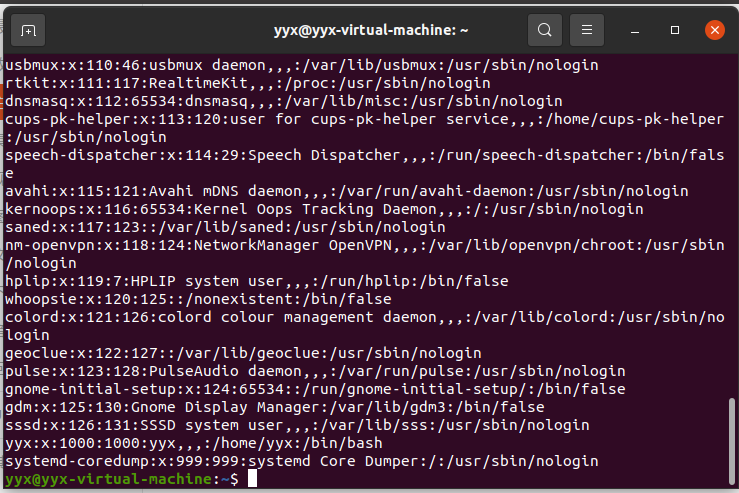 yyx@yyx-virtual-machine: ~
usbmux:x:110:46:usbmux daemon,,,:/var/lib/usbmux:/usr/sbin/nologin
rtkit:x:111:117:RealtimeKit,,,:/proc:/usr/sbin/nologin
dnsmasq:x:112:65534:dnsmasq,,,:/var/lib/misc:/usr/sbin/nologin
cups-pk-helper:x:113:120:user for cups-pk-helper service,,,:/home/cups-pk-helper
:/usr/sbin/nologin
speech-dispatcher:x:114:29:Speech Dispatcher,,,:/run/speech-dispatcher:/bin/fals
e
avahi:x:115:121:Avahi mDNS daemon,,,:/var/run/avahi-daemon:/usr/sbin/nologin
kernoops:x:116:65534:Kernel Oops Tracking Daemon,,,:/:/usr/sbin/nologin
saned:x:117:123::/var/lib/saned:/usr/sbin/nologin
nm-openvpn:x:118:124:NetworkManager OpenVPN,,,:/var/lib/openvpn/chroot:/usr/sbin
/nologin
hplip:x:119:7:HPLIP system user,,,:/run/hplip:/bin/false
whoopsie:x:120:125::/nonexistent:/bin/false
colord:x:121:126:colord colour management daemon,,,:/var/lib/colord:/usr/sbin/no
login
geoclue:x:122:127::/var/lib/geoclue:/usr/sbin/nologin
pulse:x:123:128:PulseAudio daemon,,,:/var/run/pulse:/usr/sbin/nologin
gnome-initial-setup:x:124:65534::/run/gnome-initial-setup/:/bin/false
gdm:x:125:130:Gnome Display Manager:/var/lib/gdm3:/bin/false
sssd:x:126:131:SSSD system user,,,:/var/lib/sss:/usr/sbin/nologin
yyx:x:1000:1000:yyx,,,:/home/yyx:/bin/bash
systemd-coredump:x:999:999:systemd Core Dumper:/:/usr/sbin/nologin
yyx@yyx-virtual-machine:~$